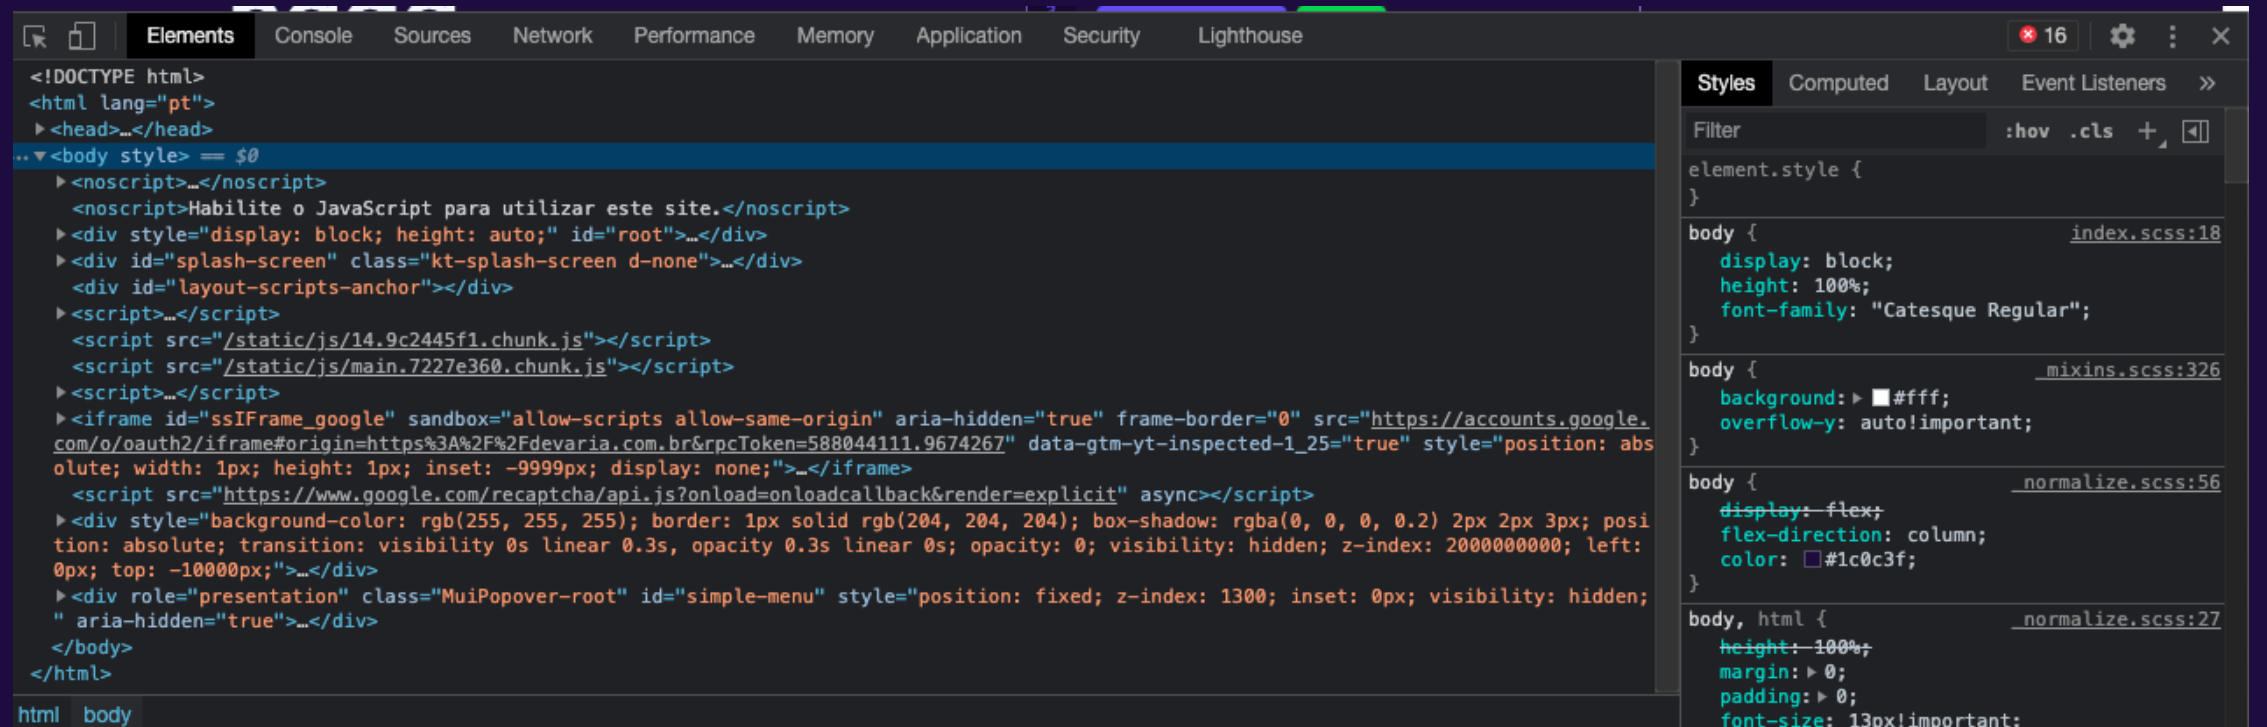 Elements Console Sources Network Performance Memory Application Security Lighthouse 16
<!DOCTYPE html>
<html lang="pt">
<head>…</head>
<body style> == $0
<noscript>…</noscript>
<noscript>Habilite o JavaScript para utilizar este site.</noscript>
<div style="display: block; height: auto;" id="root">…</div>
<div id="splash-screen" class="kt-splash-screen d-none">…</div>
<div id="layout-scripts-anchor"></div>
<script>…</script>
<script src="/static/js/14.9c2445f1.chunk.js"></script>
<script src="/static/js/main.7227e360.chunk.js"></script>
<script>…</script>
<iframe id="ssIFrame_google" sandbox="allow-scripts allow-same-origin" aria-hidden="true" frame-border="0" src="https://accounts.google.
com/o/oauth2/iframe#origin=https%3A%2F%2Fdevaria.com.br&rpcToken=588044111.9674267" data-gtm-yt-inspected-1_25="true" style="position: abs
olute; width: 1px; height: 1px; inset: -9999px; display: none;">…</iframe>
<script src="https://www.google.com/recaptcha/api.js?onload=onloadcallback&render=explicit" async></script>
<div style="background-color: rgb(255, 255, 255); border: 1px solid rgb(204, 204, 204); box-shadow: rgba(0, 0, 0, 0.2) 2px 2px 3px; posi
tion: absolute; transition: visibility 0s linear 0.3s, opacity 0.3s linear 0s; opacity: 0; visibility: hidden; z-index: 2000000000; left:
0px; top: -10000px;">…</div>
<div role="presentation" class="MuiPopover-root" id="simple-menu" style="position: fixed; z-index: 1300; inset: 0px; visibility: hidden;
" aria-hidden="true">…</div>
</body>
</html>
html body
Styles Computed Layout Event Listeners »
Filter :hov .cls +
element.style {
}
body { index.scss:18
display: block;
height: 100%;
font-family: "Catesque Regular";
}
body { _mixins.scss:326
background: #fff;
overflow-y: auto!important;
}
body { _normalize.scss:56
display: flex;
flex-direction: column;
color: #1c0c3f;
}
body, html { _normalize.scss:27
height: 100%;
margin: 0;
padding: 0;
font-size: 13px!important;